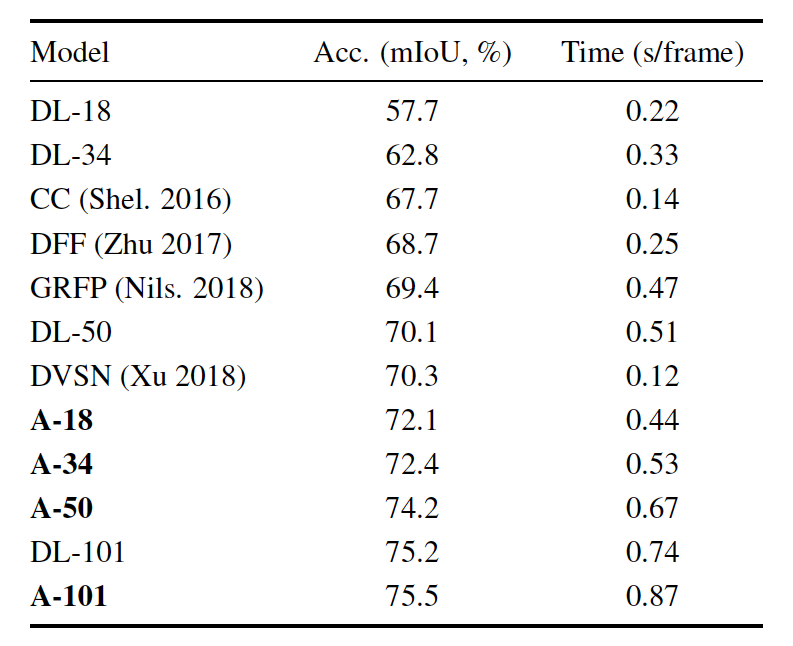 Model Acc. (mIoU, %) Time (s/frame)
DL-18 57.7 0.22
DL-34 62.8 0.33
CC (Shel. 2016) 67.7 0.14
DFF (Zhu 2017) 68.7 0.25
GRFP (Nils. 2018) 69.4 0.47
DL-50 70.1 0.51
DVSN (Xu 2018) 70.3 0.12
A-18 72.1 0.44
A-34 72.4 0.53
A-50 74.2 0.67
DL-101 75.2 0.74
A-101 75.5 0.87